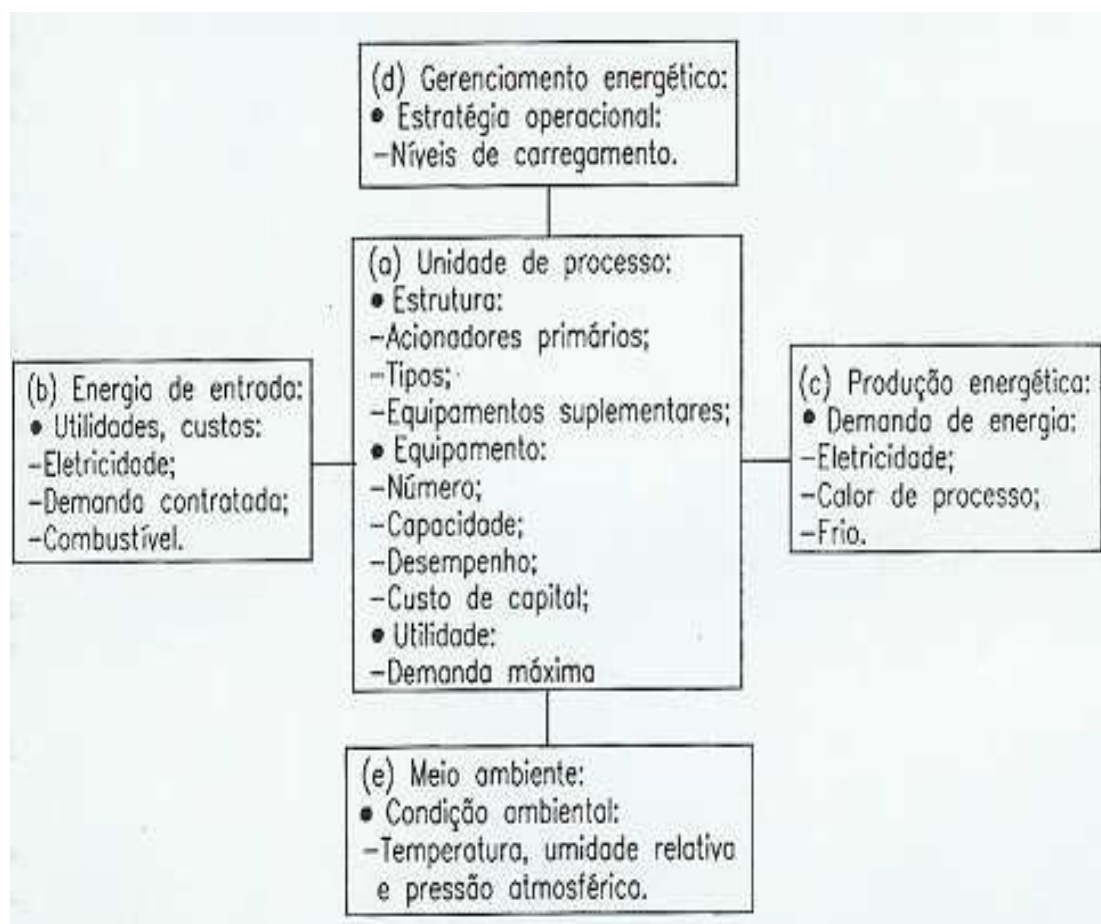 (d) Gerenciamento energético:
• Estratégia operacional:
-Níveis de carregamento.
(a) Unidade de processo:
• Estrutura:
-Acionadores primários;
-Tipos;
-Equipamentos suplementares;
• Equipamento:
-Número;
-Capacidade;
-Desempenho;
-Custo de capital;
• Utilidade:
-Demanda máxima
(b) Energia de entrada:
• Utilidades, custos:
-Eletricidade;
-Demanda contratada;
-Combustível.
(c) Produção energética:
• Demanda de energia;
-Eletricidade;
-Calor de processo;
-Frio.
(e) Meio ambiente:
• Condição ambiental:
-Temperatura, umidade relativa
e pressão atmosférica.